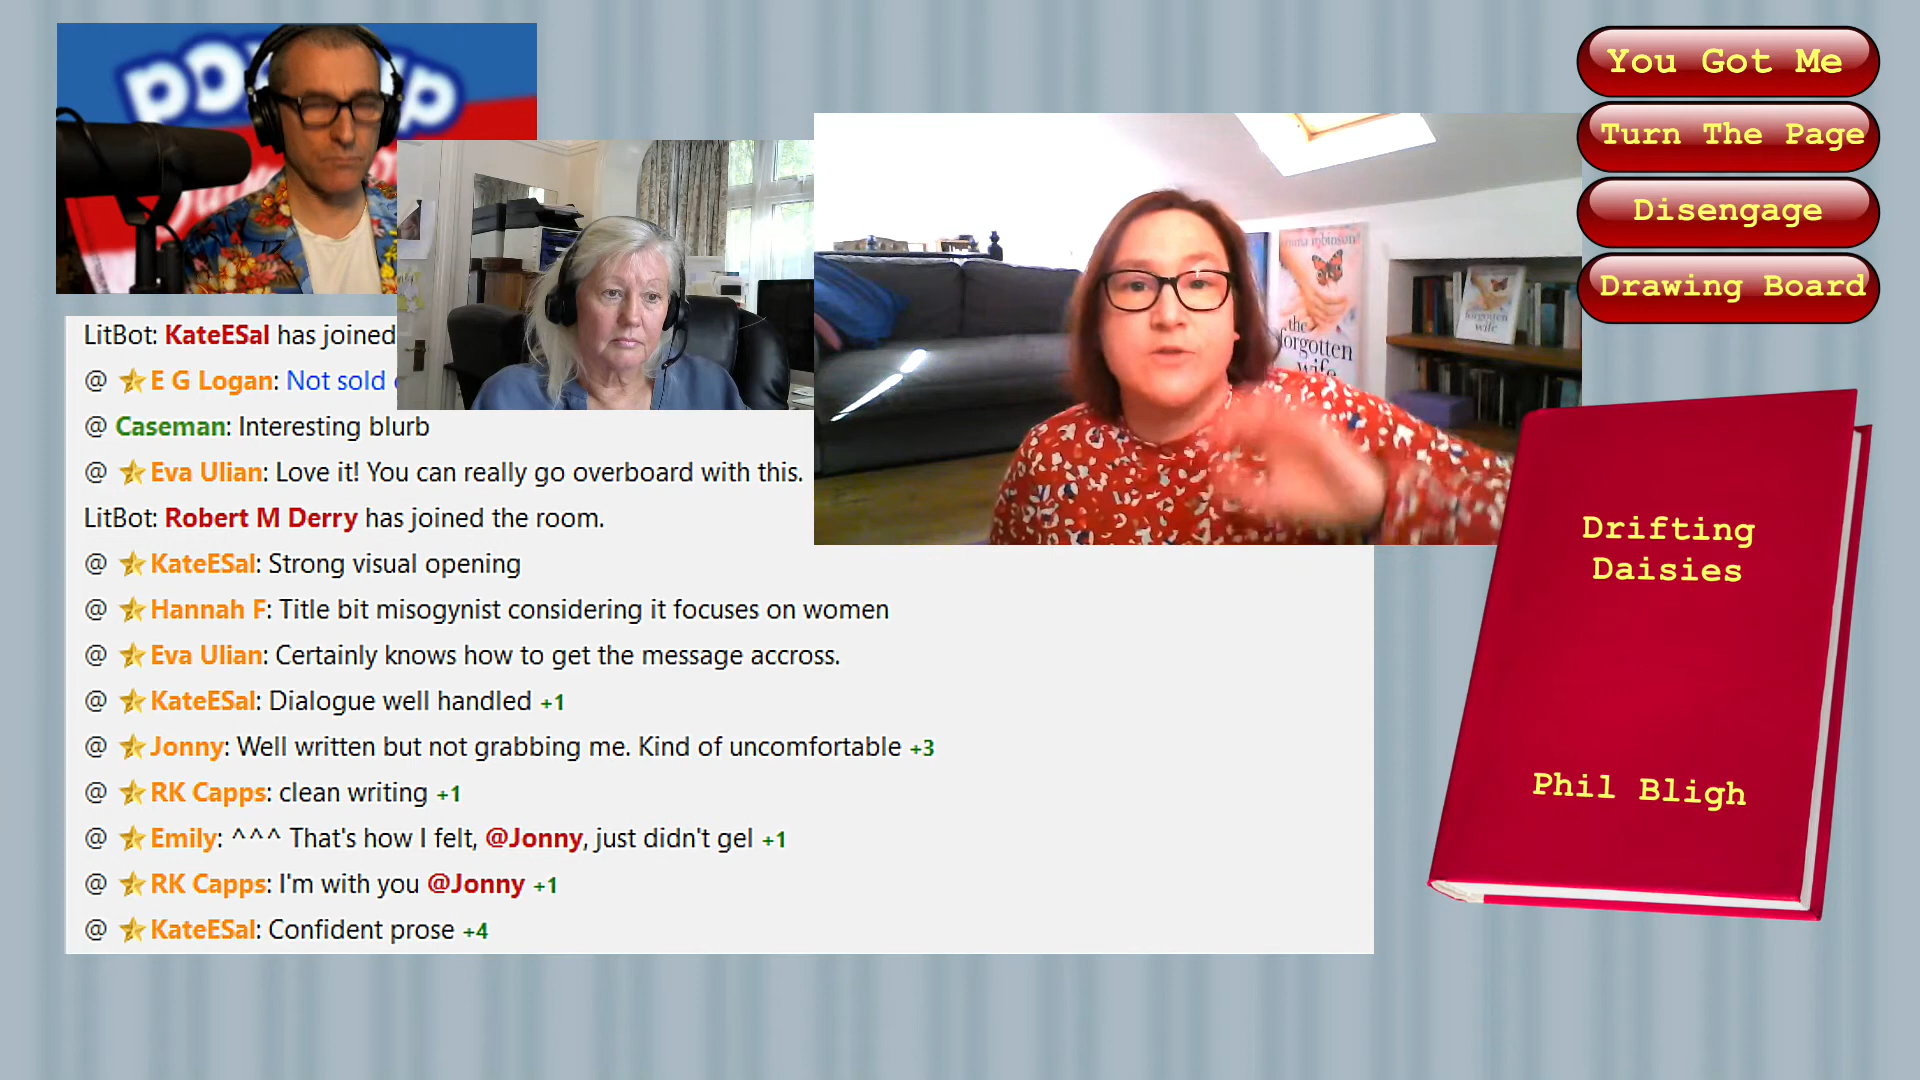 You Got Me
Turn The Page
Disengage
Drawing Board
emma robinson
the
forgotten
wife
forgotten
wife
LitBot: KateESal has joined
@ E G Logan: Not sold
@ Caseman: Interesting blurb
@ Eva Ulian: Love it! You can really go overboard with this.
LitBot: Robert M Derry has joined the room.
@ KateESal: Strong visual opening
@ Hannah F: Title bit misogynist considering it focuses on women
@ Eva Ulian: Certainly knows how to get the message accross.
@ KateESal: Dialogue well handled +1
@ Jonny: Well written but not grabbing me. Kind of uncomfortable +3
@ RK Capps: clean writing +1
@ Emily: ^^^ That's how I felt, @Jonny, just didn't gel +1
@ RK Capps: I'm with you @Jonny +1
@ KateESal: Confident prose +4
Drifting
Daisies
Phil Bligh